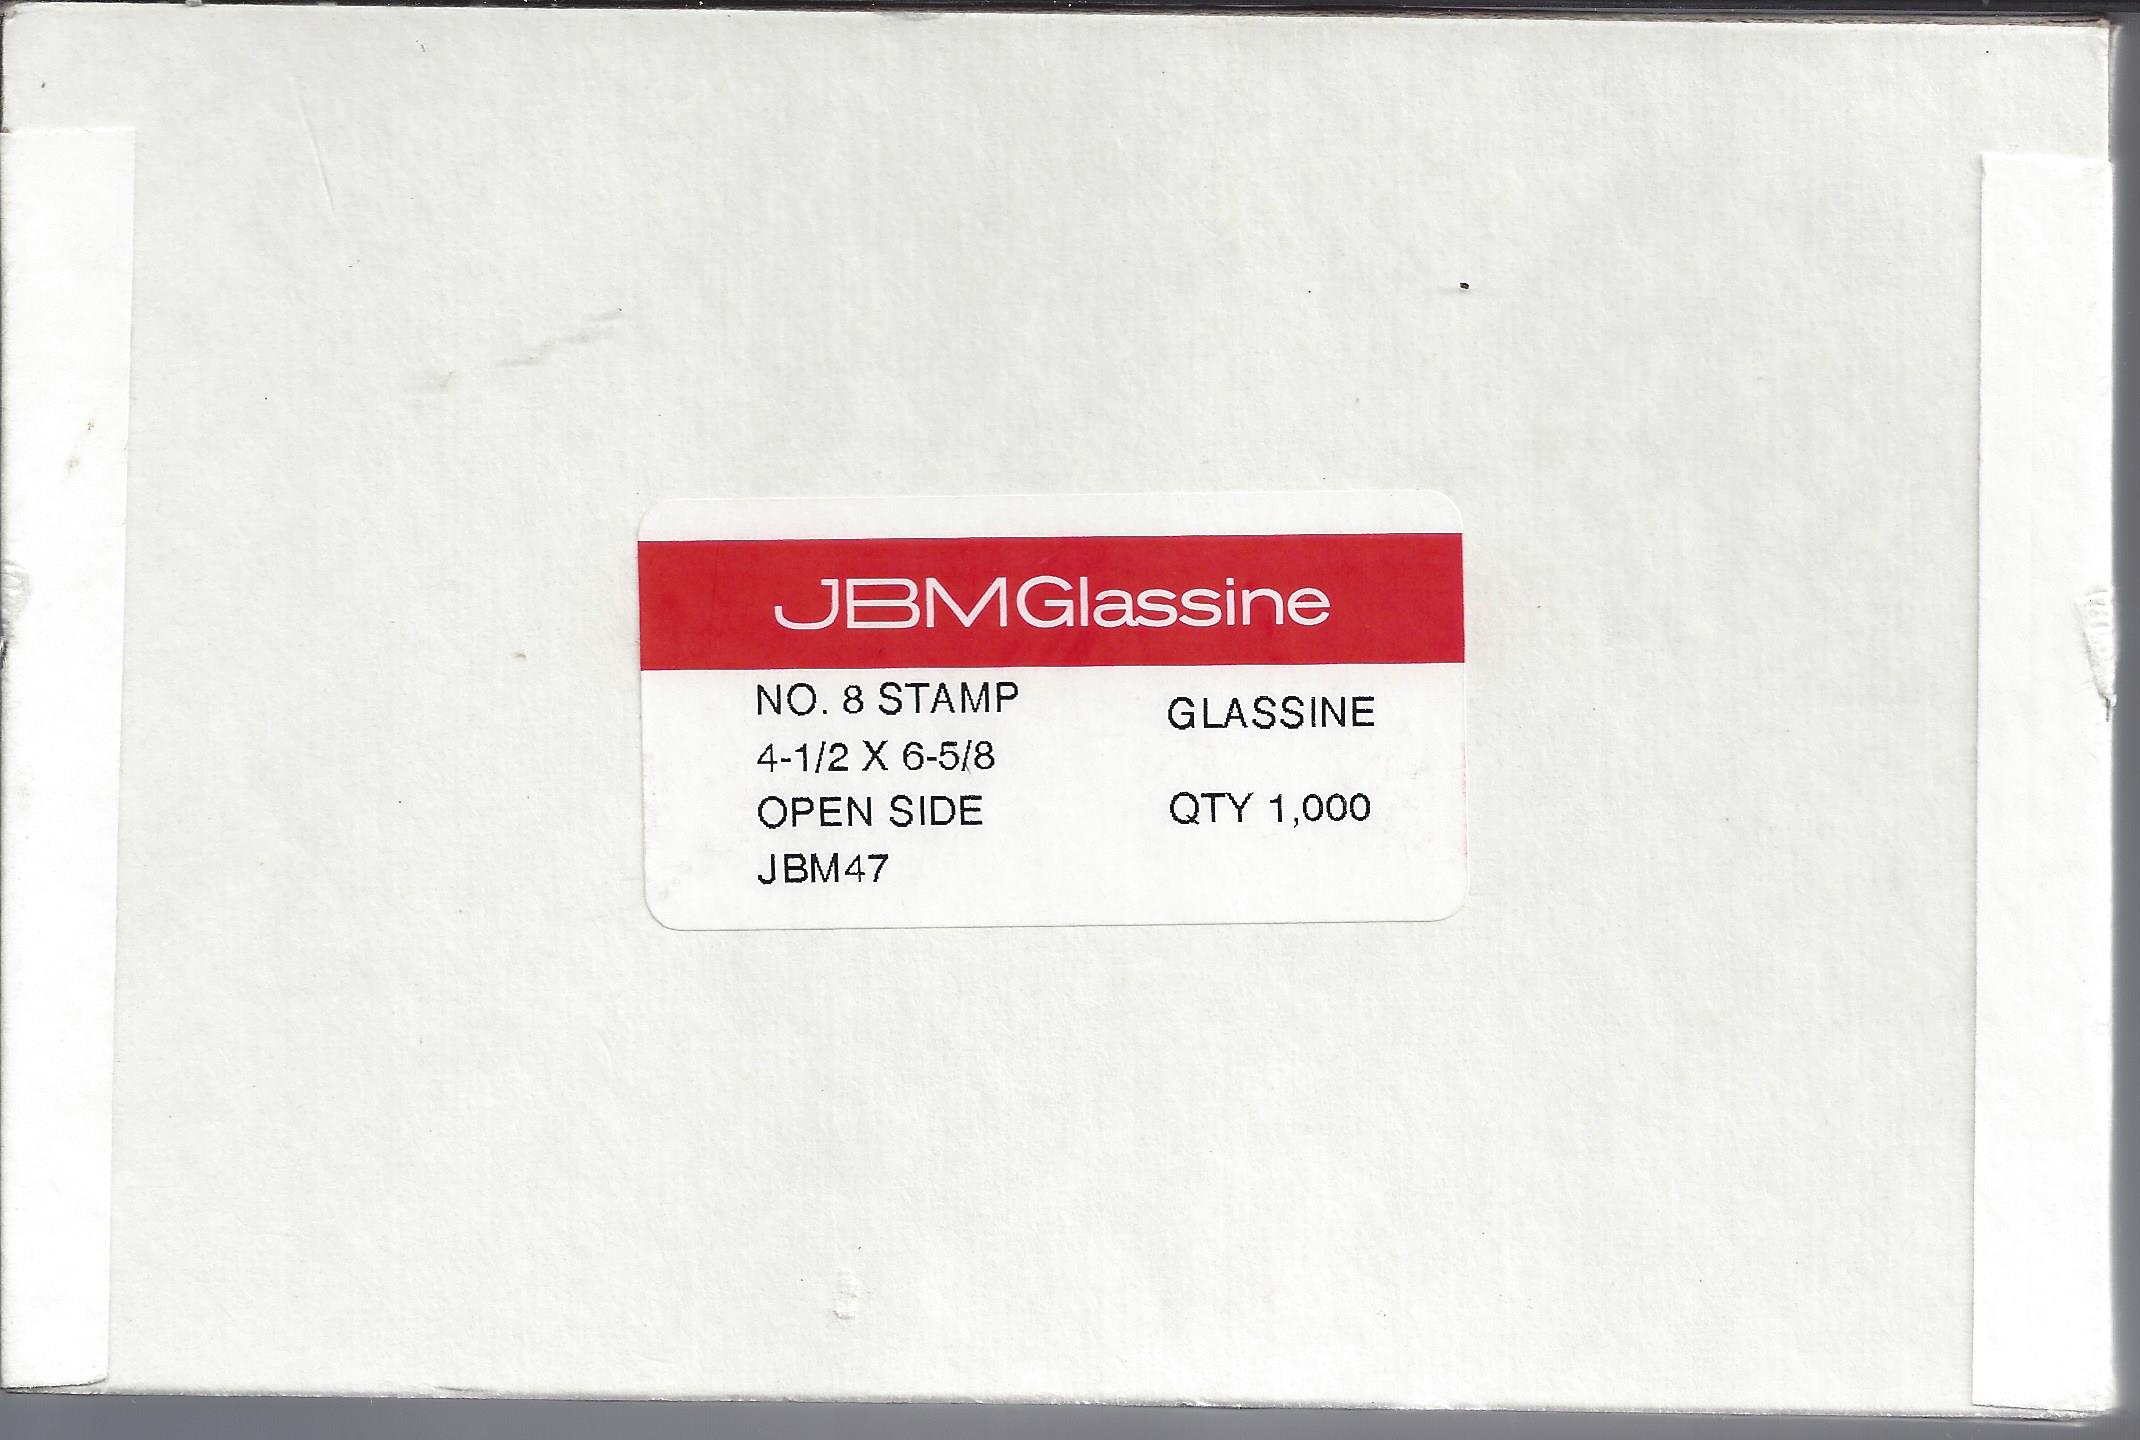 JBMGlassine
NO. 8 STAMP
GLASSINE
4-1/2 X 6-5/8
OPEN SIDE
QTY 1,000
JBM47